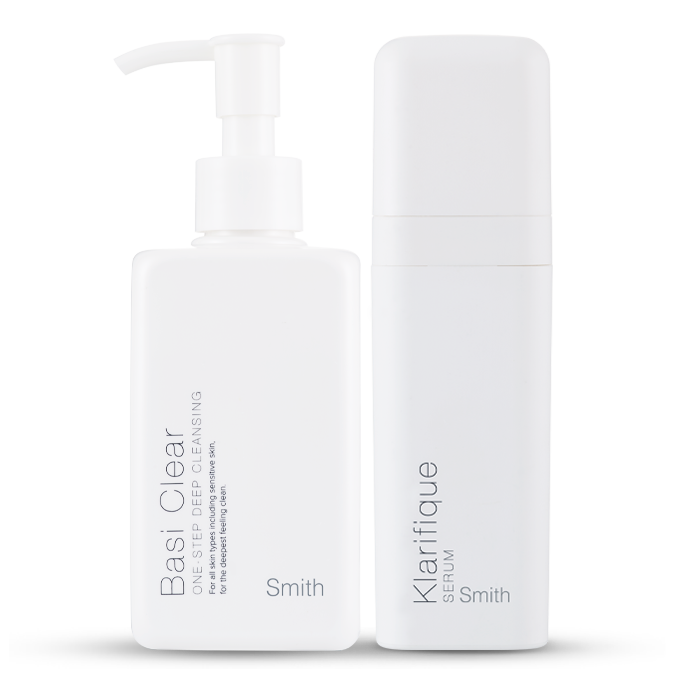 Basi Clear
ONE-STEP DEEP CLEANSING
For all skin types including sensitive skin,
for the deepest feeling clean.
Smith
Klarifique
SERUM
Smith